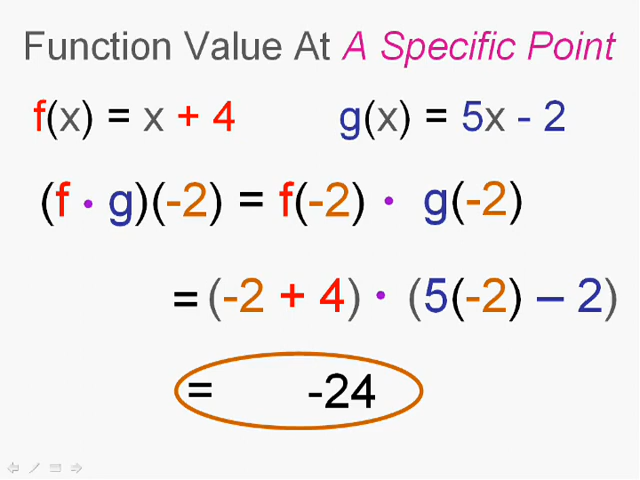 Function Value At A Specific Point
f(x) = x + 4 g(x) = 5x - 2
(f · g)(-2) = f(-2) · g(-2)
= (-2 + 4) · (5(-2) – 2)
= -24